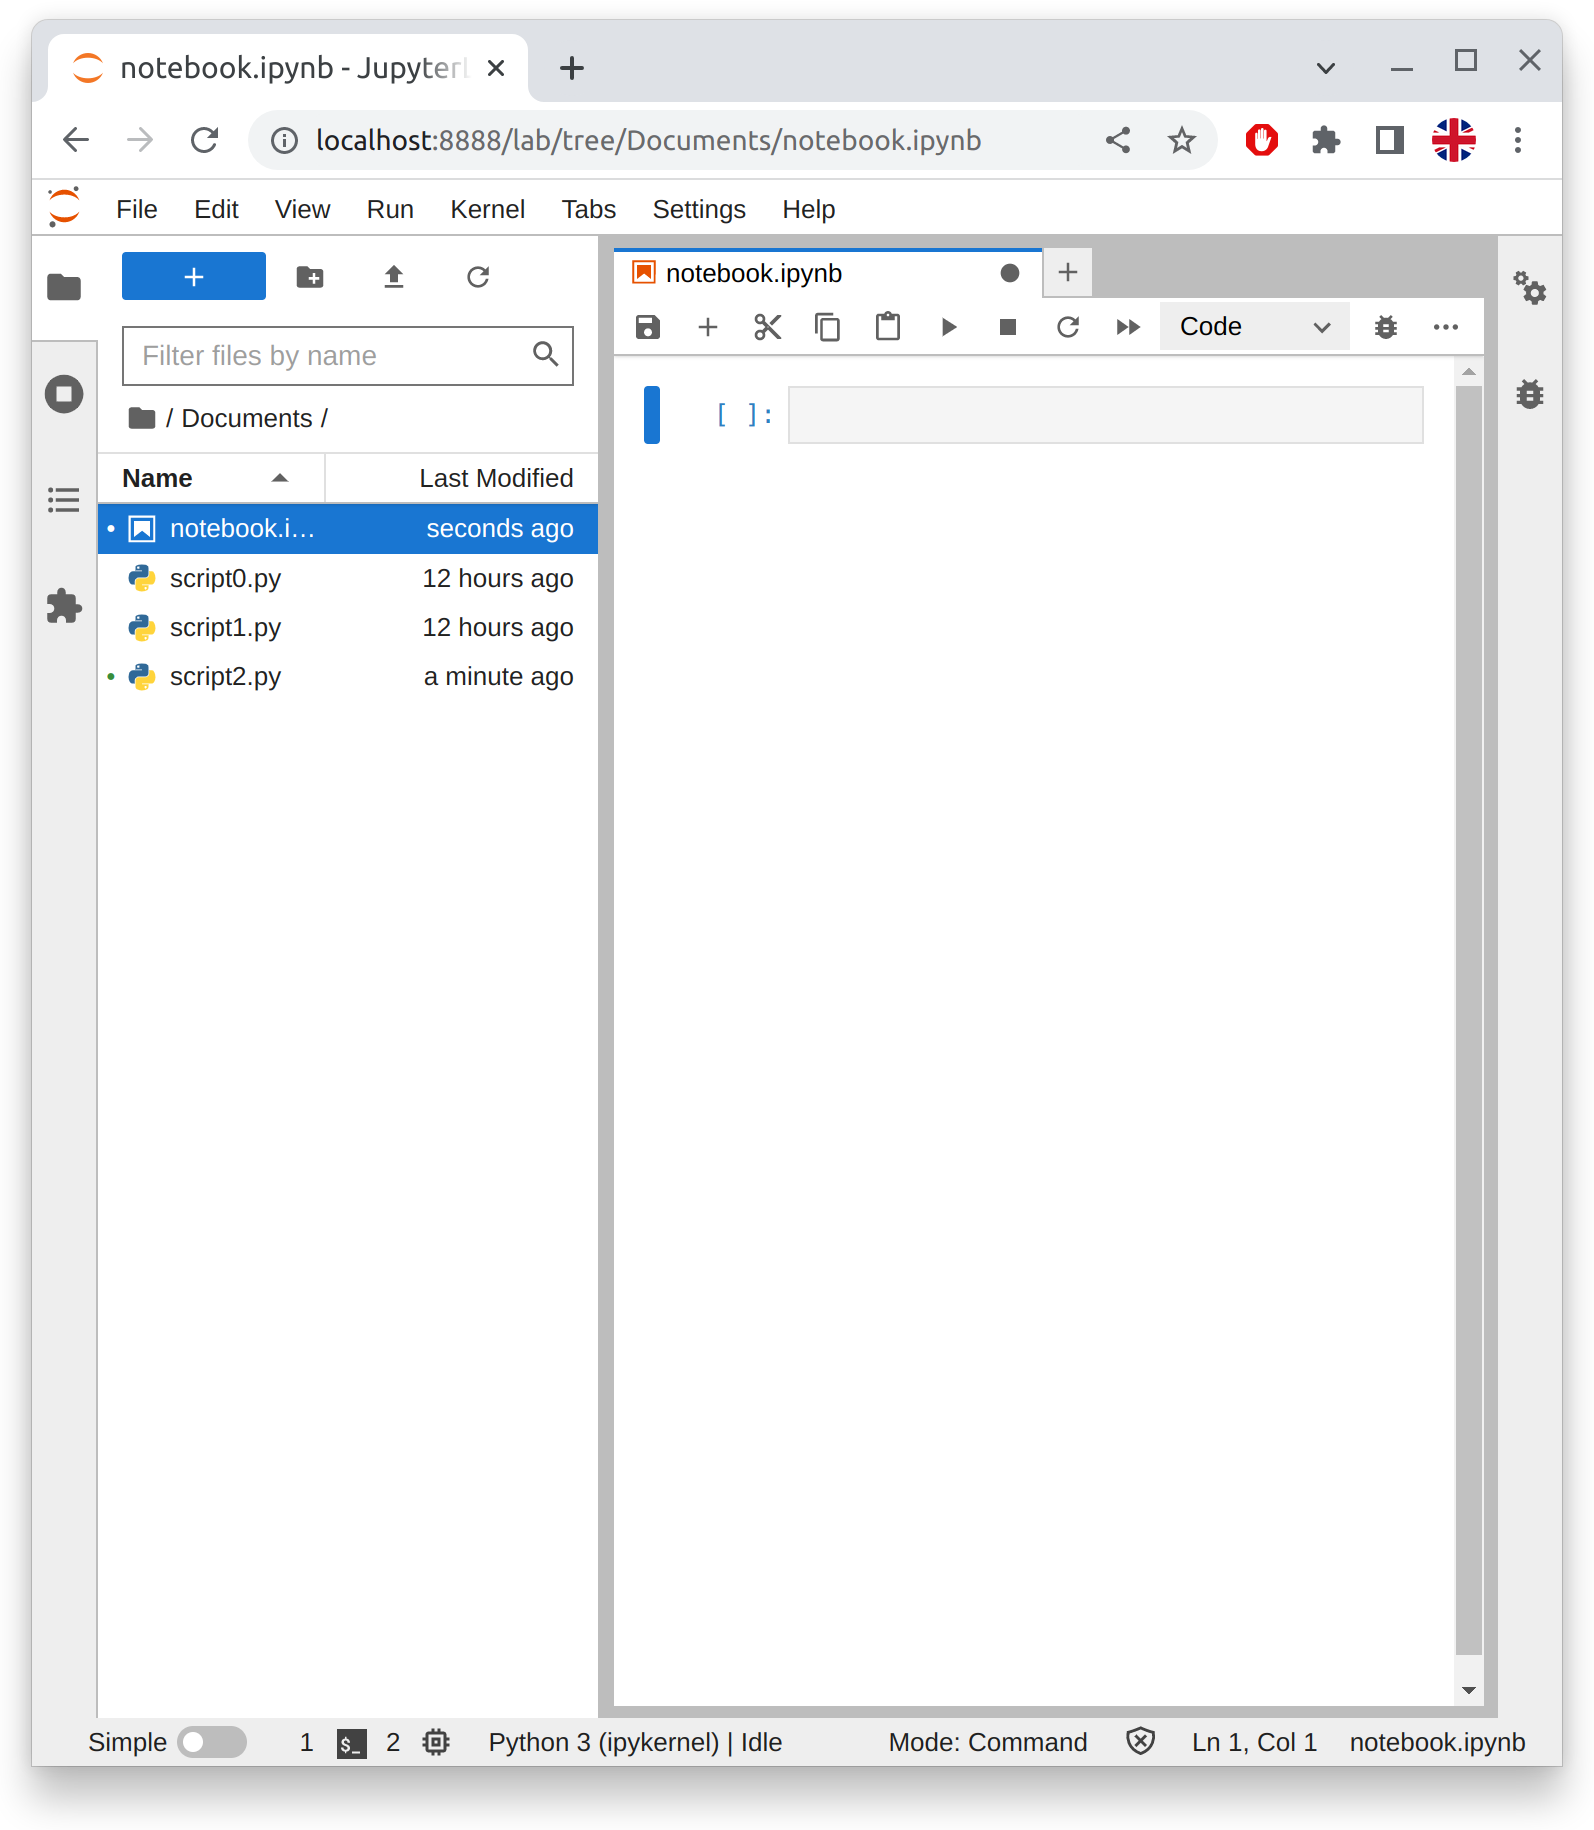 notebook.ipynb - Jupyterl
localhost:8888/lab/tree/Documents/notebook.ipynb
File Edit View Run Kernel Tabs Settings Help
notebook.ipynb
Code
Filter files by name
[ ]:
/ Documents /
Name Last Modified
notebook.i… seconds ago
script0.py 12 hours ago
script1.py 12 hours ago
script2.py a minute ago
Simple 1 $_ 2 Python 3 (ipykernel) | Idle Mode: Command Ln 1, Col 1 notebook.ipynb